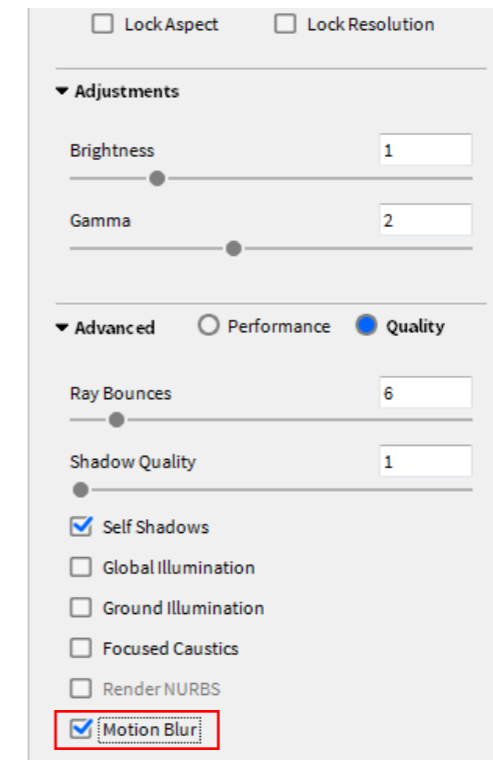 Lock Aspect Lock Resolution
Adjustments
Brightness 1
Gamma 2
Advanced Performance Quality
Ray Bounces 6
Shadow Quality 1
Self Shadows
Global Illumination
Ground Illumination
Focused Caustics
Render NURBS
Motion Blur